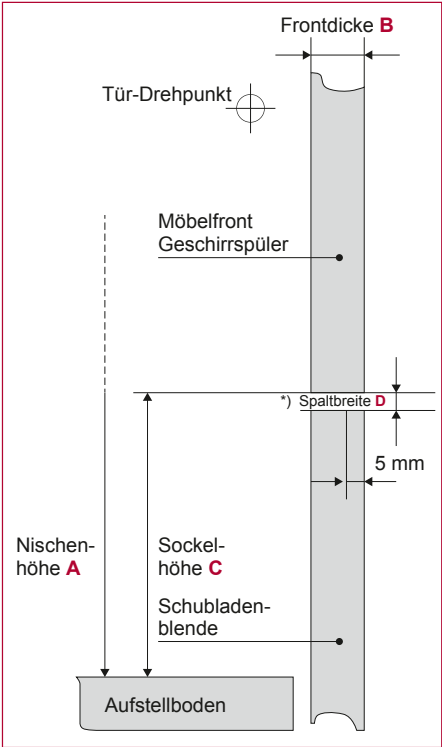 Frontdicke B
Tür-Drehpunkt
Möbelfront
Geschirrspüler
*) Spaltbreite D
5 mm
Nischen-
höhe A
Sockel-
höhe C
Schubladen-
blende
Aufstellboden